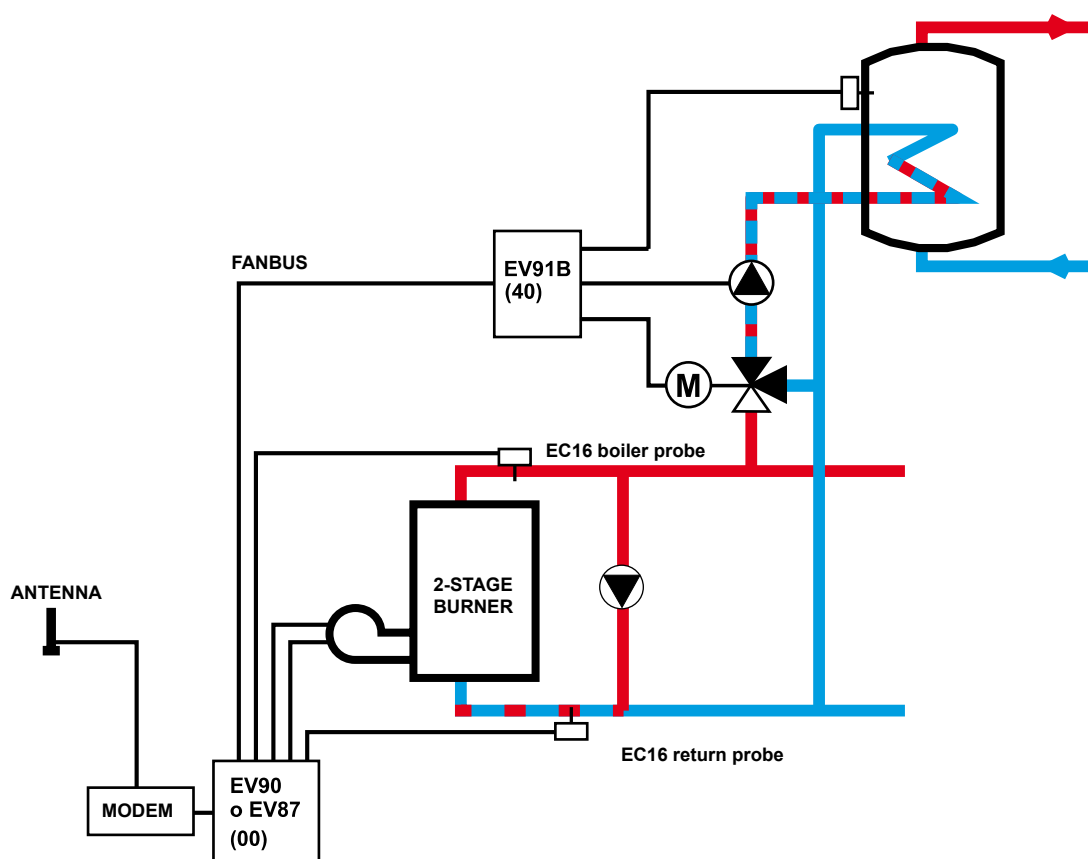 FANBUS
EV91B
(40)
M
EC16 boiler probe
2-STAGE
BURNER
ANTENNA
EC16 return probe
MODEM
EV90
o EV87
(00)